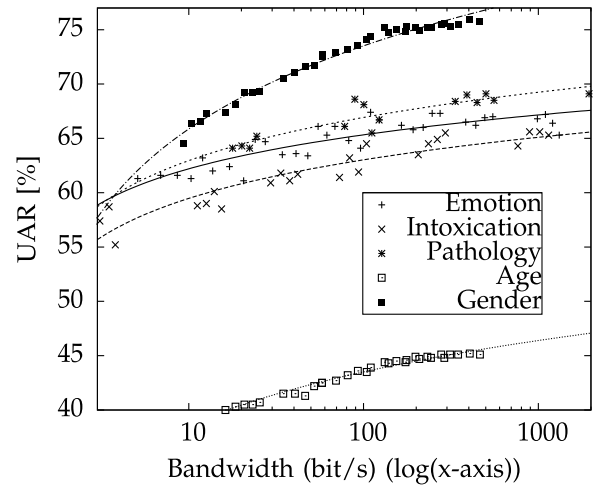 75
70
65
60
55
50
45
40
UAR [%]
Emotion
Intoxication
Pathology
Age
Gender
10
100
1000
Bandwidth (bit/s) (log(x-axis))